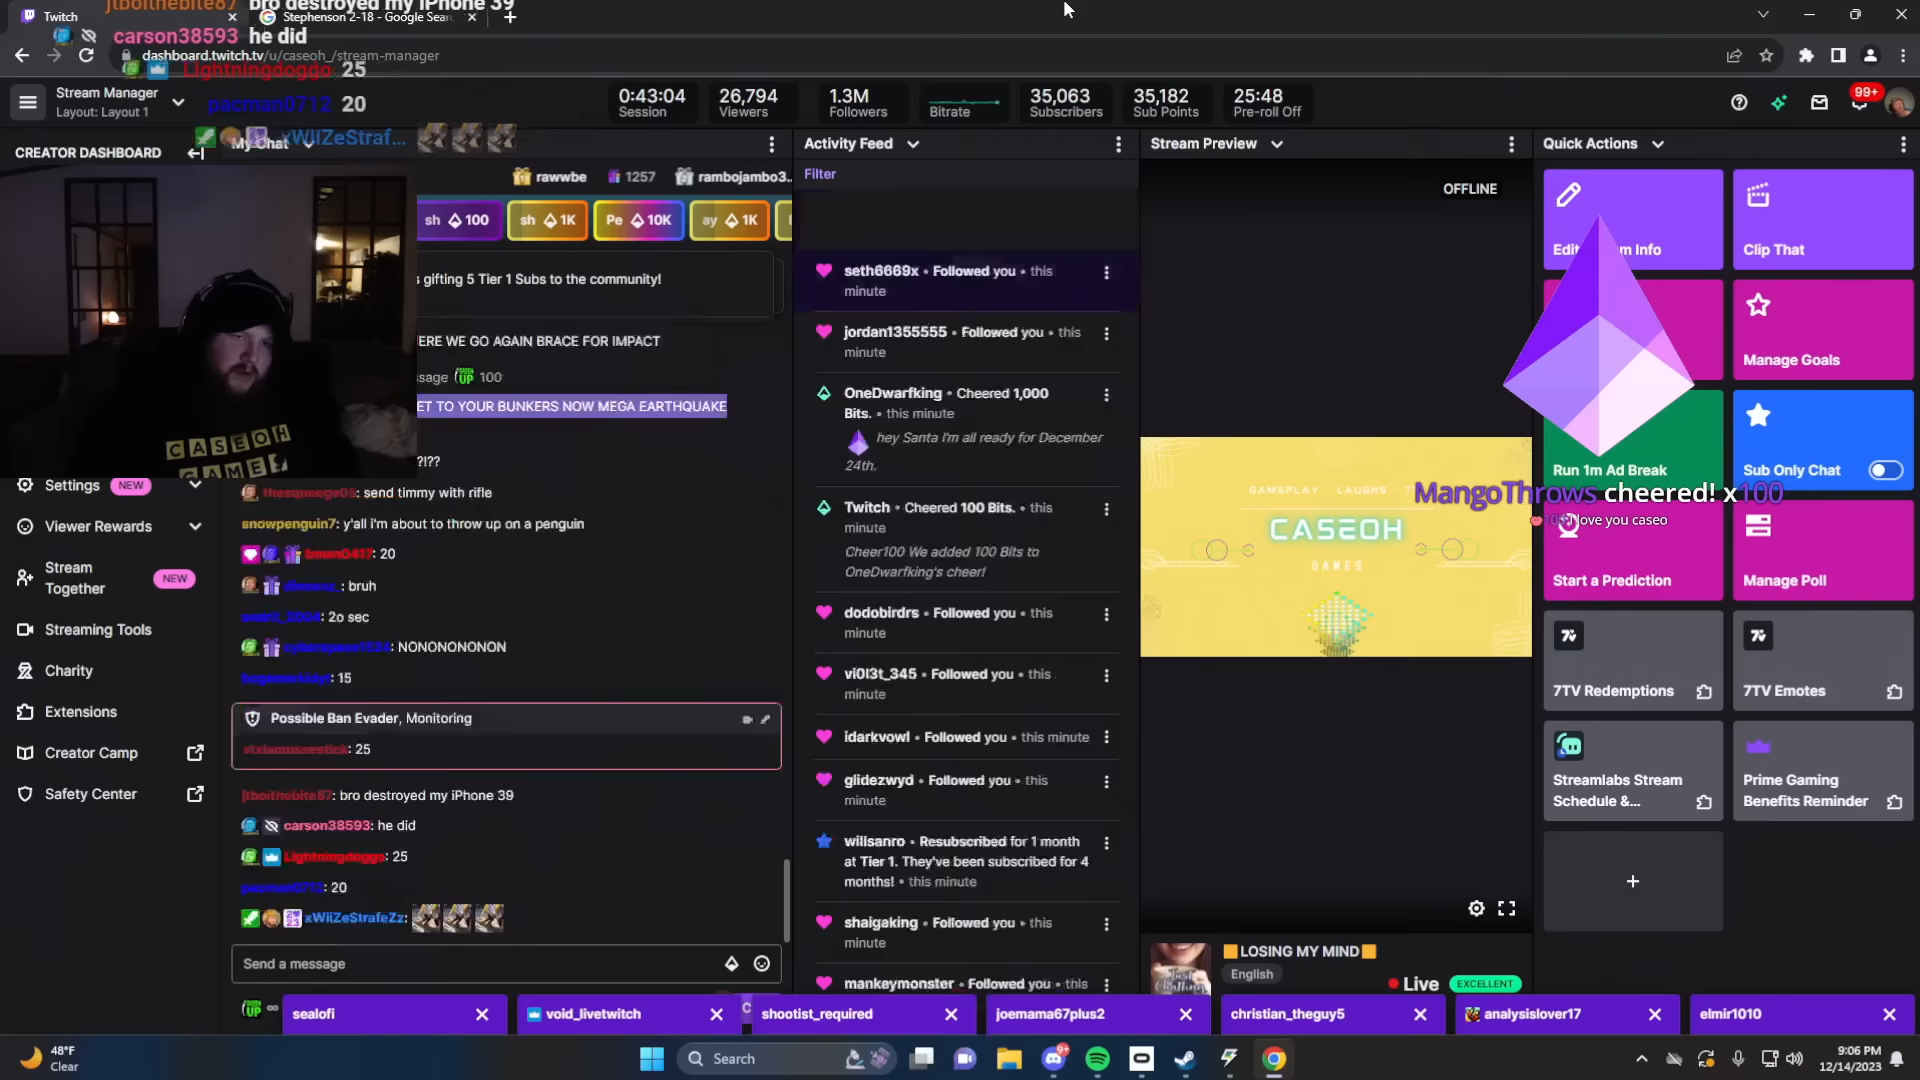 jtboithebite87 bro destroyed my iPhone 39
Twitch
Stephenson 2-18 - Google Sear
carson38593 he did
dashboard.twitch.tv/u/caseoh_/stream-manager
Lightningdoggo 25
pacman0712 20
xWiiZeStraf...
Stream Manager
Layout: Layout 1
0:43:04
Session
26,794
Viewers
1.3M
Followers
Bitrate
35,063
Subscribers
35,182
Sub Points
25:48
Pre-roll Off
99+
CREATOR DASHBOARD
My Chat
rawwbe
1257
rambojambo3..
sh 100
sh 1K
Pe 10K
ay 1K
gifting 5 Tier 1 Subs to the community!
ERE WE GO AGAIN BRACE FOR IMPACT
ssage 100
ET TO YOUR BUNKERS NOW MEGA EARTHQUAKE
?!??
CASEOH
GAMES
Settings NEW
Viewer Rewards
Stream Together NEW
Streaming Tools
Charity
Extensions
Creator Camp
Safety Center
: send timmy with rifle
snowpenguin7: y'all i'm about to throw up on a penguin
: 20
: bruh
: 2o sec
: NONONONONON
: 15
Possible Ban Evader, Monitoring
: 25
jtboithebite87: bro destroyed my iPhone 39
carson38593: he did
Lightningdoggo: 25
pacman0712: 20
xWiiZeStrafeZz:
Send a message
Activity Feed
Filter
seth6669x • Followed you • this
minute
jordan1355555 • Followed you • this
minute
OneDwarfking • Cheered 1,000
Bits. • this minute
hey Santa I'm all ready for December
24th.
Twitch • Cheered 100 Bits. • this
minute
Cheer100 We added 100 Bits to
OneDwarfking's cheer!
dodobirdrs • Followed you • this
minute
vi0l3t_345 • Followed you • this
minute
idarkvowl • Followed you • this minute
glidezwyd • Followed you • this
minute
willsanro • Resubscribed for 1 month
at Tier 1. They've been subscribed for 4
months! • this minute
shaigaking • Followed you • this
minute
mankaymonster • Followed you • this
Stream Preview
OFFLINE
GAMEPLAY - LAUGHS - ?
CASEOH
GAMES
LOSING MY MIND
English
Live EXCELLENT
Quick Actions
Edit m Info
Clip That
Manage Goals
Run 1m Ad Break
Sub Only Chat
MangoThrows cheered! x100
100 I love you caseo
Start a Prediction
Manage Poll
7TV Redemptions
7TV Emotes
Streamlabs Stream
Schedule &...
Prime Gaming
Benefits Reminder
sealofi
void_livetwitch
shootist_required
joemama67plus2
christian_theguy5
analysislover17
elmir1010
48°F
Clear
Search
9+
9:06 PM
12/14/2023